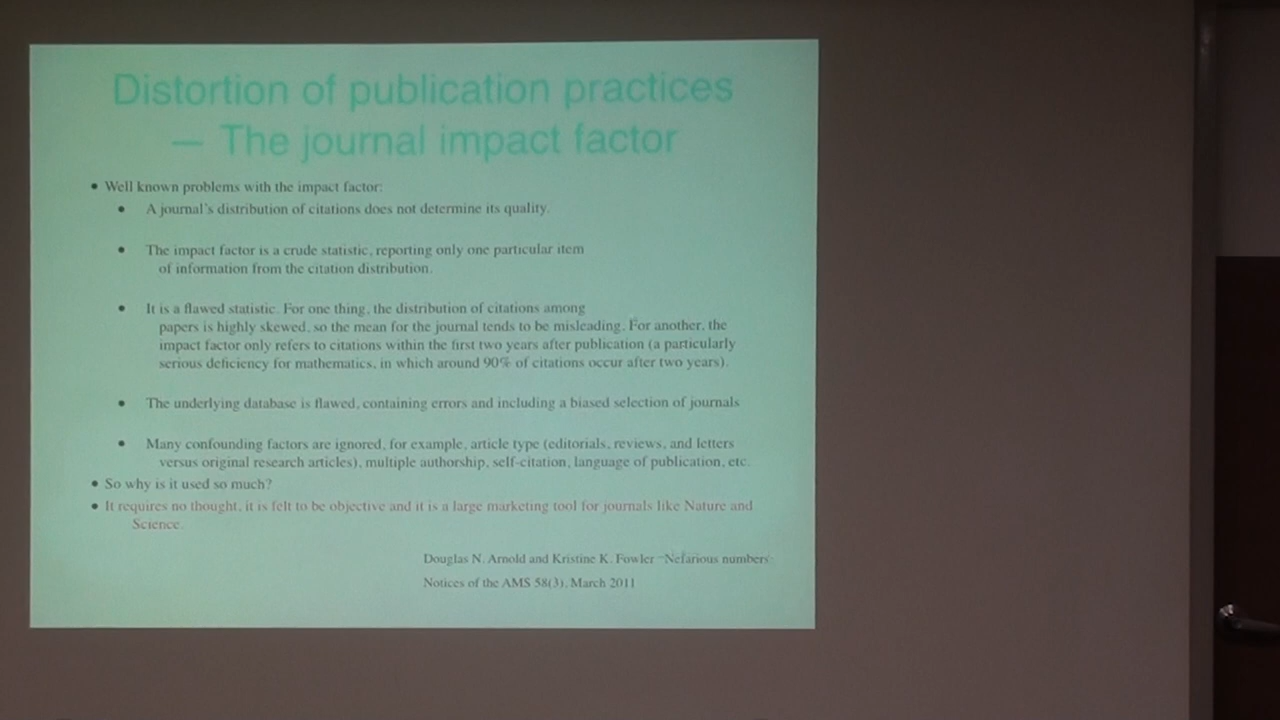 Distortion of publication practices
— The journal impact factor
• Well known problems with the impact factor:
• A journal's distribution of citations does not determine its quality.
• The impact factor is a crude statistic, reporting only one particular item
of information from the citation distribution.
• It is a flawed statistic. For one thing, the distribution of citations among
papers is highly skewed, so the mean for the journal tends to be misleading. For another, the
impact factor only refers to citations within the first two years after publication (a particularly
serious deficiency for mathematics, in which around 90% of citations occur after two years).
• The underlying database is flawed, containing errors and including a biased selection of journals
• Many confounding factors are ignored, for example, article type (editorials, reviews, and letters
versus original research articles), multiple authorship, self-citation, language of publication, etc.
• So why is it used so much?
• It requires no thought, it is felt to be objective and it is a large marketing tool for journals like Nature and
Science.
Douglas N. Arnold and Kristine K. Fowler "Nefarious numbers"
Notices of the AMS 58(3), March 2011